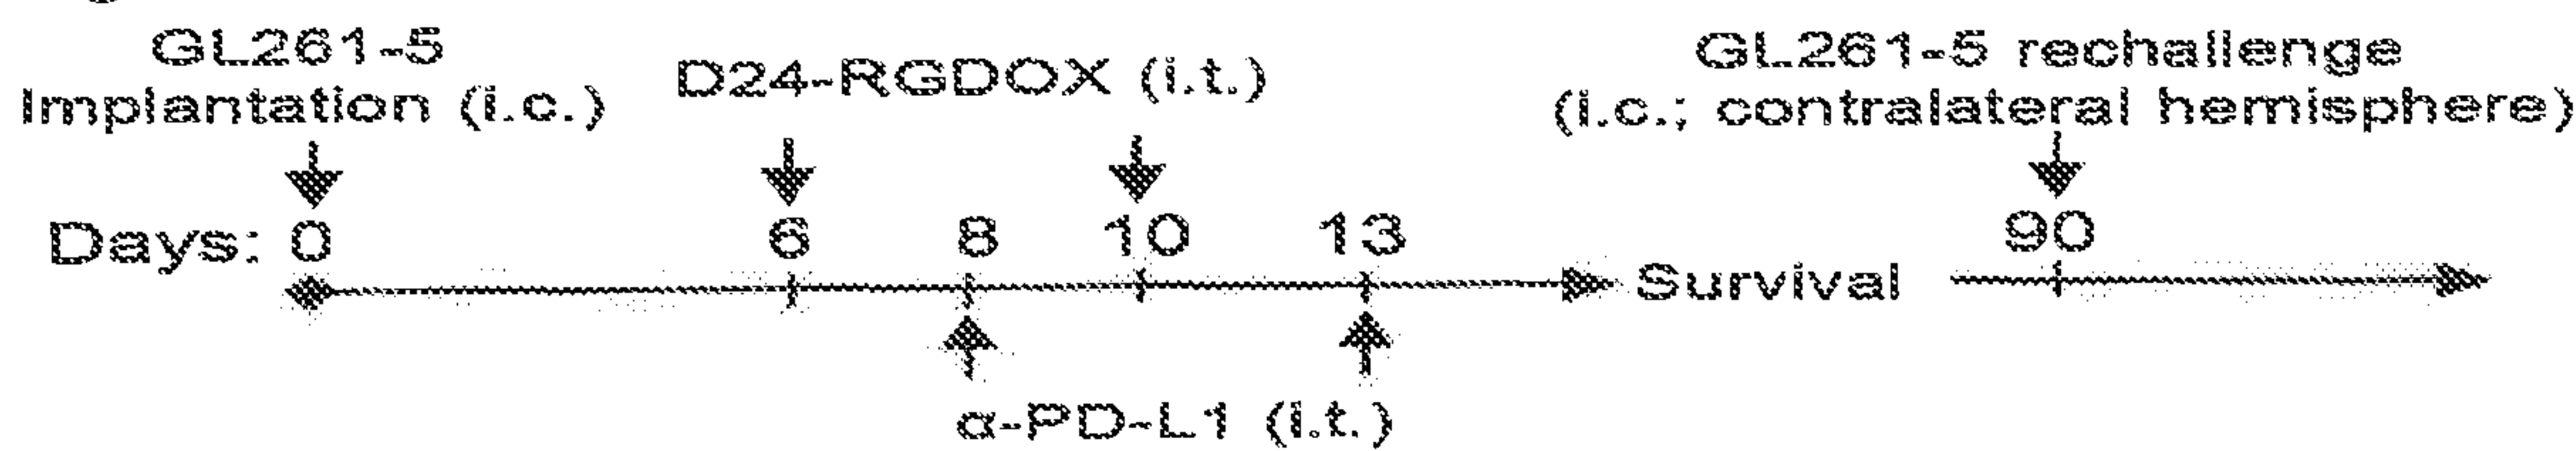 GL261-5
Implantation (i.c.)
D24-RGDOX (i.t.)
GL261-5 rechallenge
(i.c.; contralateral hemisphere)
Days: 0 6 8 10 13 Survival 90
α-PD-L1 (i.t.)